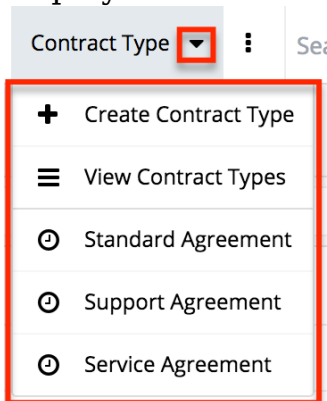 Contract Type
Sea
Create Contract Type
View Contract Types
Standard Agreement
Support Agreement
Service Agreement